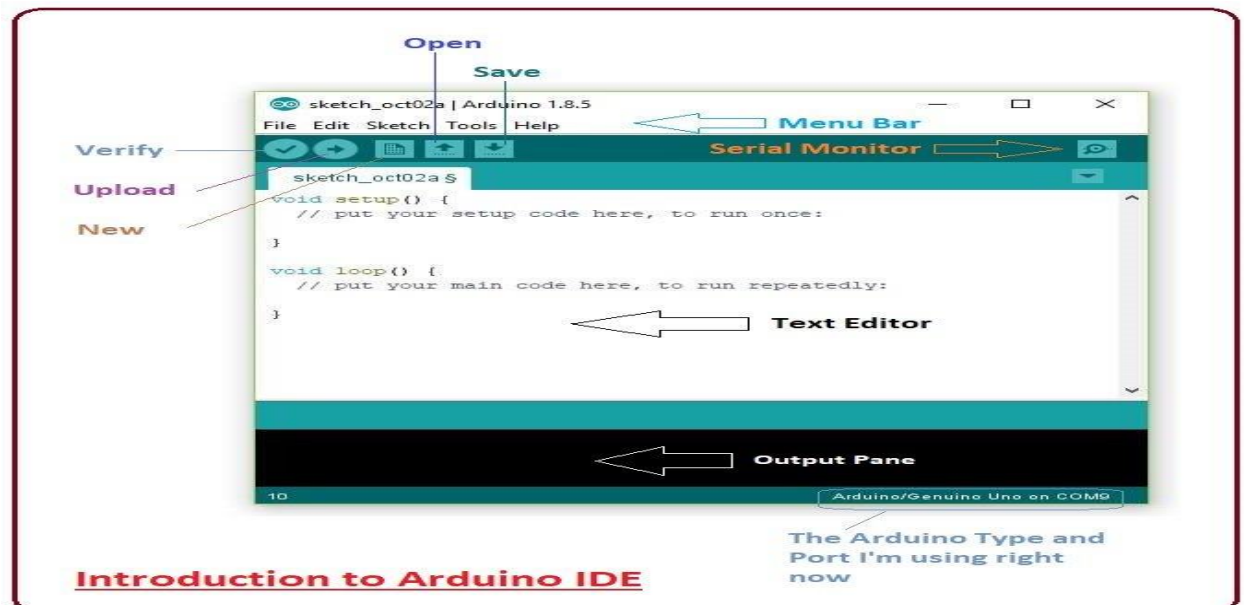 Open
Save
sketch_oct02a | Arduino 1.8.5
File Edit Sketch Tools Help
Menu Bar
Verify
Serial Monitor
Upload
sketch_oct02a §
New
void setup() {
// put your setup code here, to run once:
}
void loop() {
// put your main code here, to run repeatedly:
}
Text Editor
Output Pane
10
Arduino/Genuino Uno on COM9
The Arduino Type and
Port I'm using right
now
Introduction to Arduino IDE